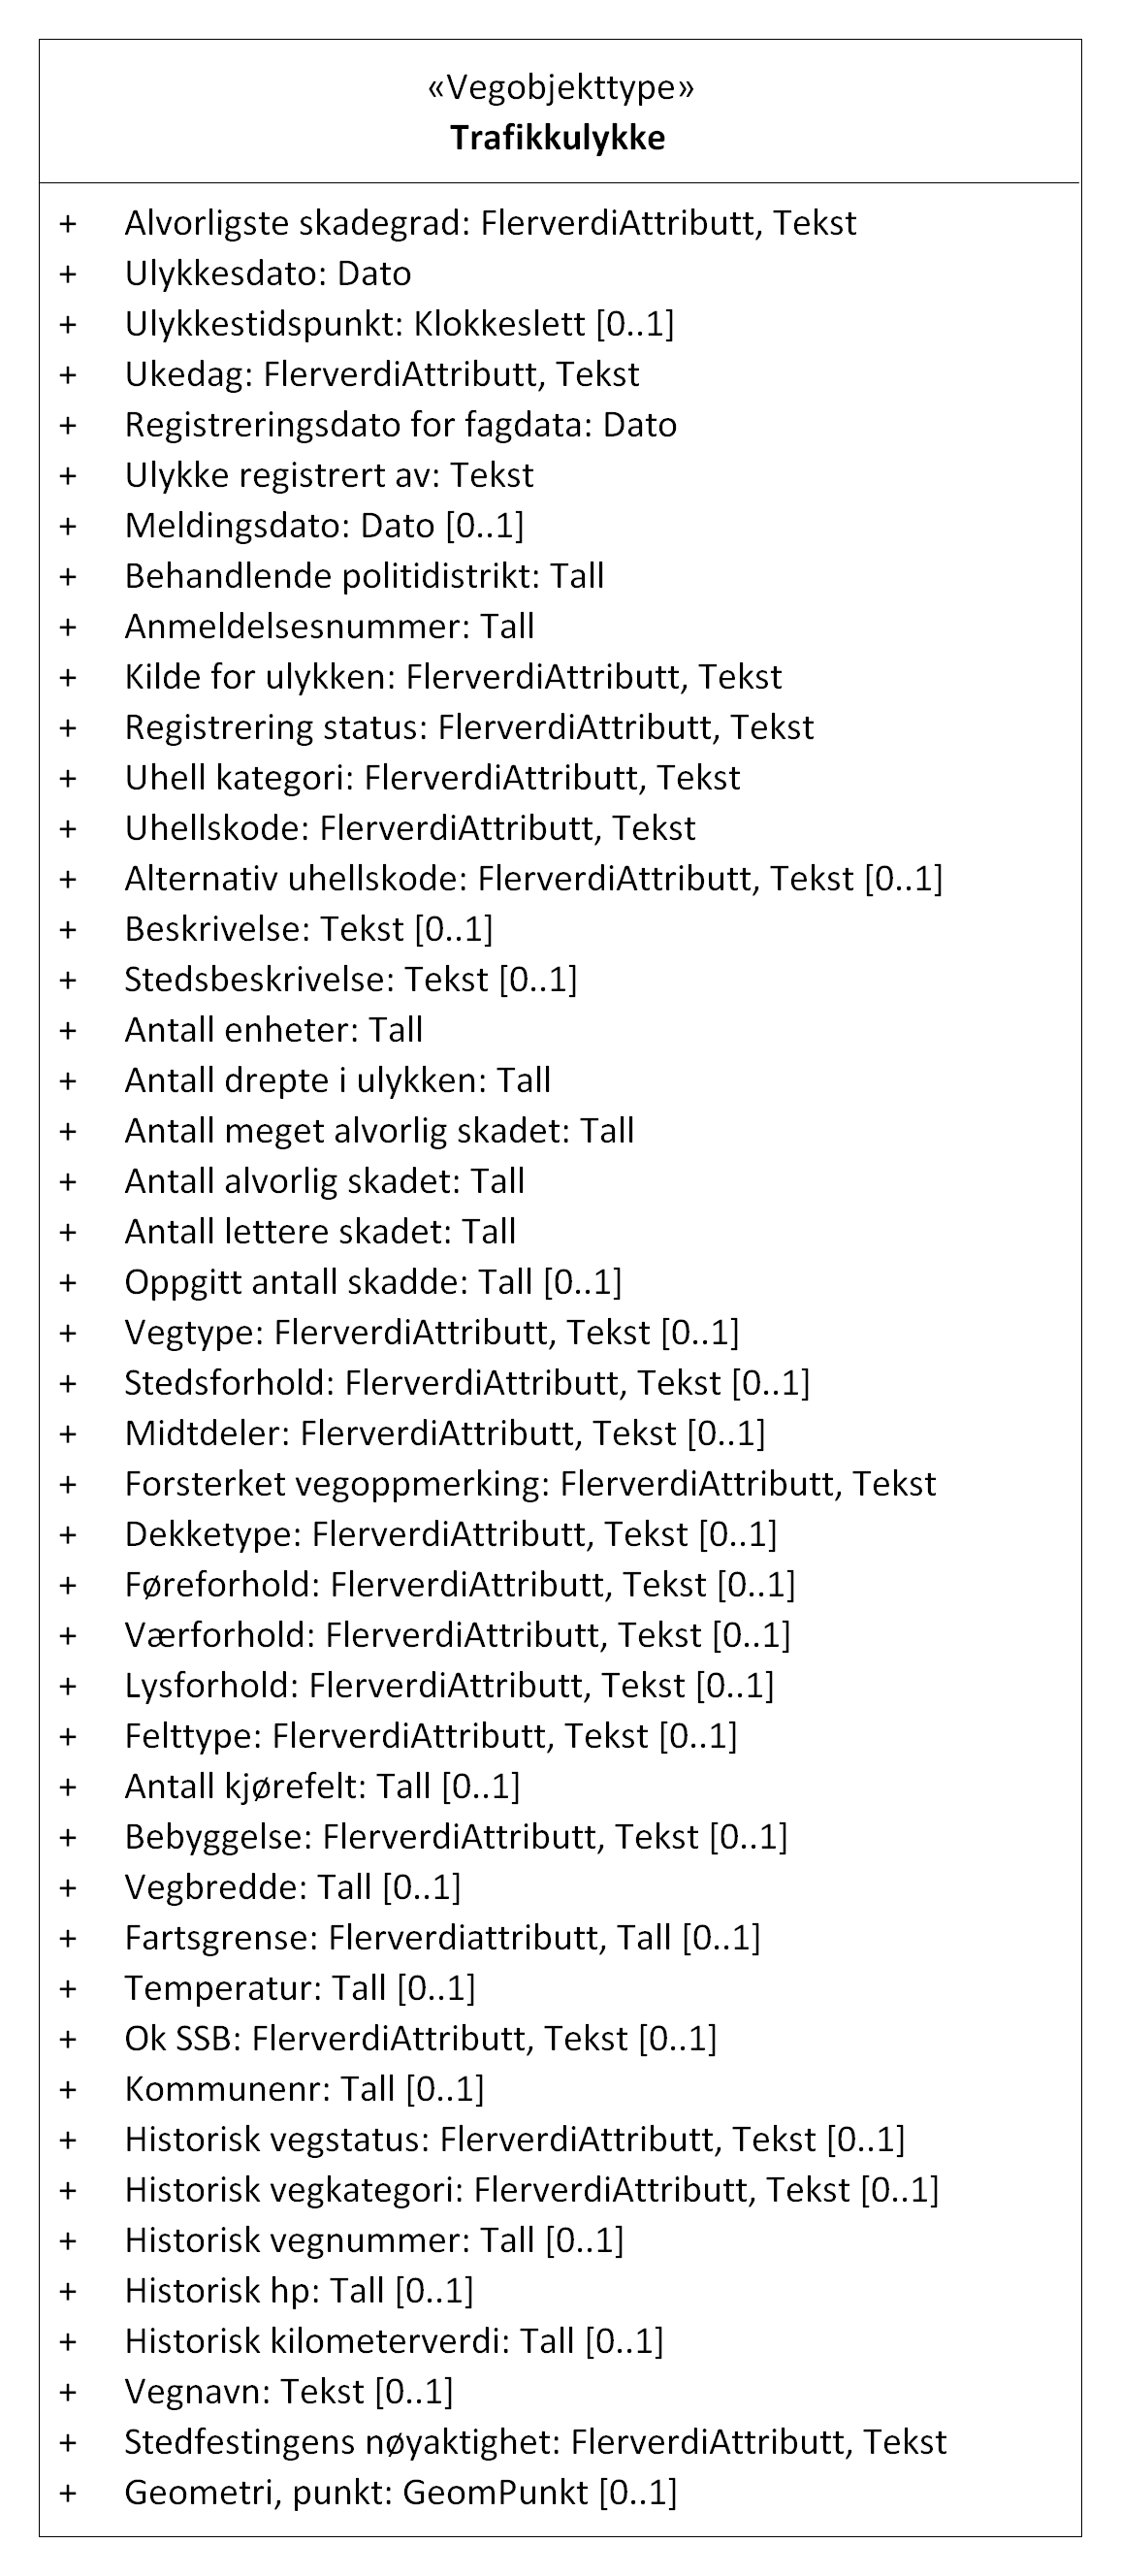 «Vegobjekttype»
Trafikkulykke
+ Alvorligste skadegrad: FlerverdiAttributt, Tekst
+ Ulykkesdato: Dato
+ Ulykkestidspunkt: Klokkeslett [0..1]
+ Ukedag: FlerverdiAttributt, Tekst
+ Registreringsdato for fagdata: Dato
+ Ulykke registrert av: Tekst
+ Meldingsdato: Dato [0..1]
+ Behandlende politidistrikt: Tall
+ Anmeldelsesnummer: Tall
+ Kilde for ulykken: FlerverdiAttributt, Tekst
+ Registrering status: FlerverdiAttributt, Tekst
+ Uhell kategori: FlerverdiAttributt, Tekst
+ Uhellskode: FlerverdiAttributt, Tekst
+ Alternativ uhellskode: FlerverdiAttributt, Tekst [0..1]
+ Beskrivelse: Tekst [0..1]
+ Stedsbeskrivelse: Tekst [0..1]
+ Antall enheter: Tall
+ Antall drepte i ulykken: Tall
+ Antall meget alvorlig skadet: Tall
+ Antall alvorlig skadet: Tall
+ Antall lettere skadet: Tall
+ Oppgitt antall skadde: Tall [0..1]
+ Vegtype: FlerverdiAttributt, Tekst [0..1]
+ Stedsforhold: FlerverdiAttributt, Tekst [0..1]
+ Midtdeler: FlerverdiAttributt, Tekst [0..1]
+ Forsterket vegoppmerking: FlerverdiAttributt, Tekst
+ Dekketype: FlerverdiAttributt, Tekst [0..1]
+ Føreforhold: FlerverdiAttributt, Tekst [0..1]
+ Værforhold: FlerverdiAttributt, Tekst [0..1]
+ Lysforhold: FlerverdiAttributt, Tekst [0..1]
+ Felttype: FlerverdiAttributt, Tekst [0..1]
+ Antall kjørefelt: Tall [0..1]
+ Bebyggelse: FlerverdiAttributt, Tekst [0..1]
+ Vegbredde: Tall [0..1]
+ Fartsgrense: Flerverdiattributt, Tall [0..1]
+ Temperatur: Tall [0..1]
+ Ok SSB: FlerverdiAttributt, Tekst [0..1]
+ Kommunenr: Tall [0..1]
+ Historisk vegstatus: FlerverdiAttributt, Tekst [0..1]
+ Historisk vegkategori: FlerverdiAttributt, Tekst [0..1]
+ Historisk vegnummer: Tall [0..1]
+ Historisk hp: Tall [0..1]
+ Historisk kilometerverdi: Tall [0..1]
+ Vegnavn: Tekst [0..1]
+ Stedfestingens nøyaktighet: FlerverdiAttributt, Tekst
+ Geometri, punkt: GeomPunkt [0..1]